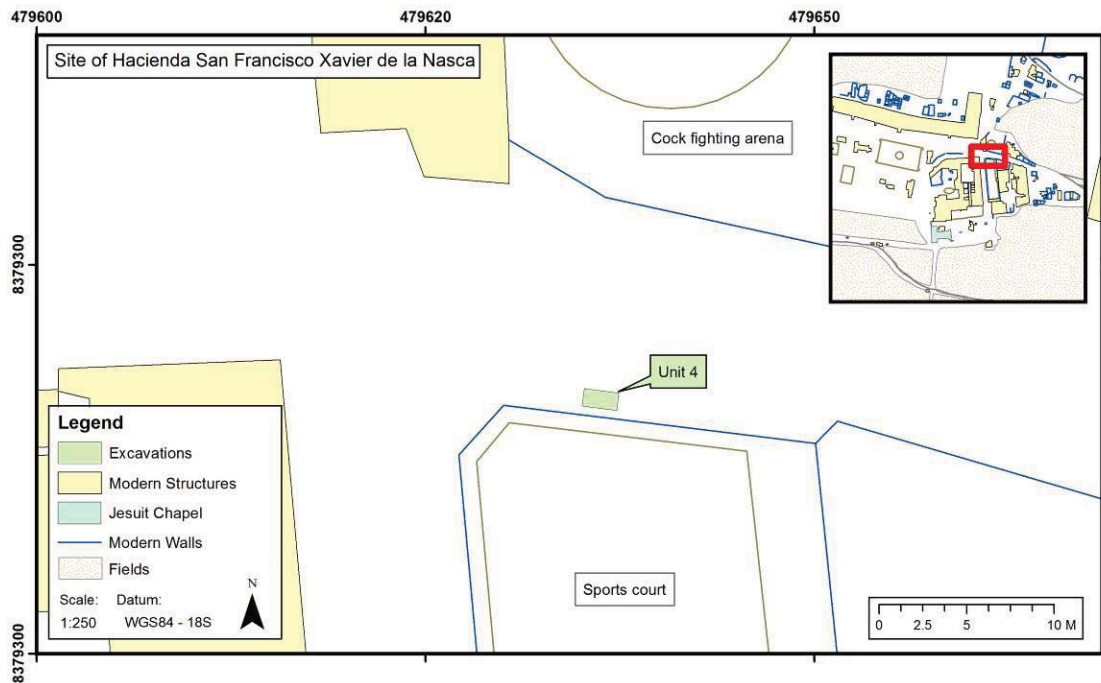 479600
479620
479650
Site of Hacienda San Francisco Xavier de la Nasca
Cock fighting arena
8379300
Unit 4
Legend
Excavations
Modern Structures
Jesuit Chapel
Modern Walls
Fields
Scale: Datum:
1:250 WGS84 - 18S
N
Sports court
0 2.5 5 10 M
8379300